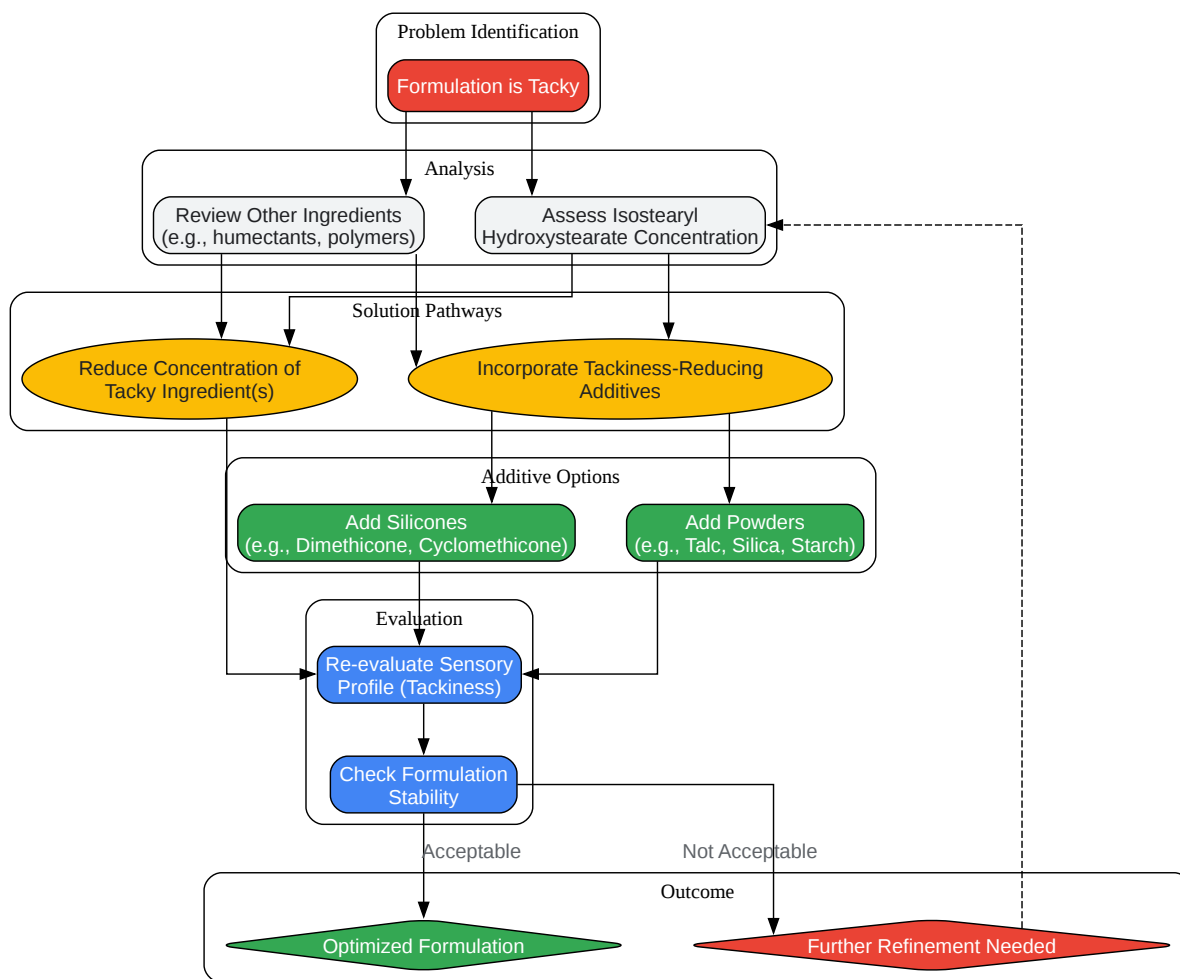 Problem Identification
Formulation is Tacky
Analysis
Review Other Ingredients
(e.g., humectants, polymers)
Assess Isostearyl
Hydroxystearate Concentration
Solution Pathways
Reduce Concentration of
Tacky Ingredient(s)
Incorporate Tackiness-Reducing
Additives
Additive Options
Add Silicones
(e.g., Dimethicone, Cyclomethicone)
Add Powders
(e.g., Talc, Silica, Starch)
Evaluation
Re-evaluate Sensory
Profile (Tackiness)
Check Formulation
Stability
Acceptable
Not Acceptable
Outcome
Optimized Formulation
Further Refinement Needed